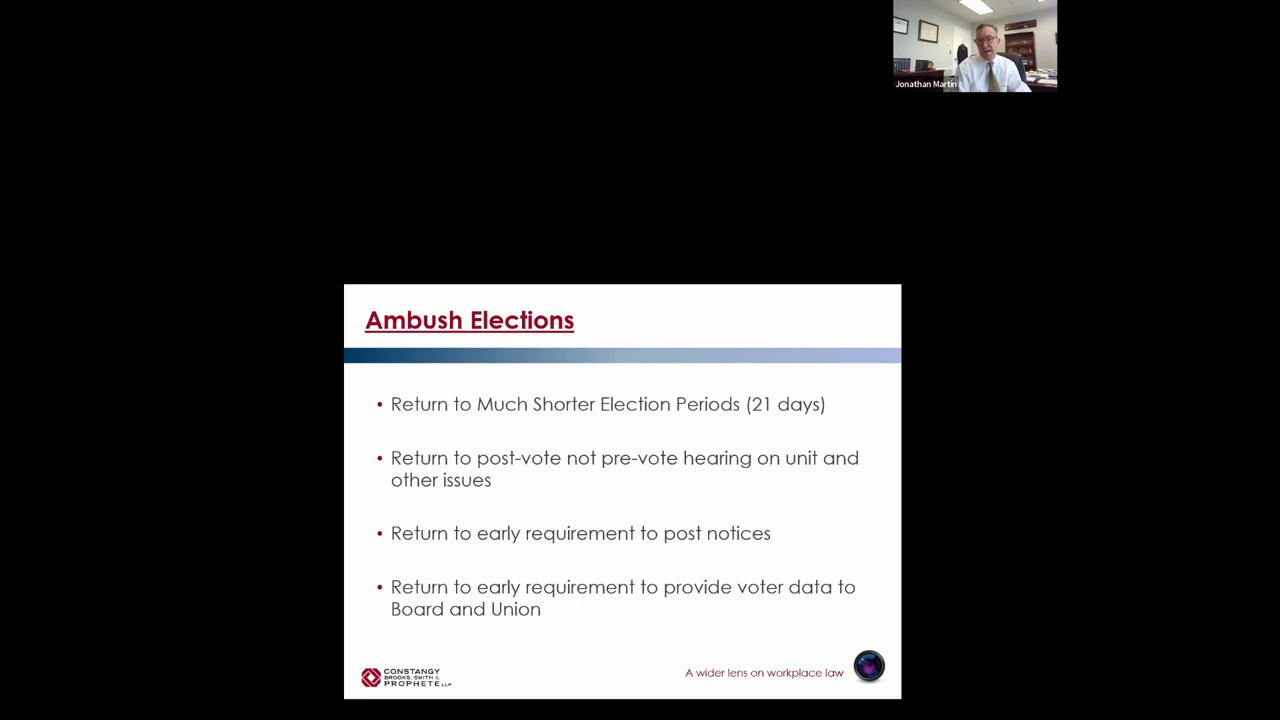 Jonathan Martin
Ambush Elections
• Return to Much Shorter Election Periods (21 days)
• Return to post-vote not pre-vote hearing on unit and
other issues
• Return to early requirement to post notices
• Return to early requirement to provide voter data to
Board and Union
CONSTANGY
BROOKS, SMITH &
PROPHETE LLP
A wider lens on workplace law